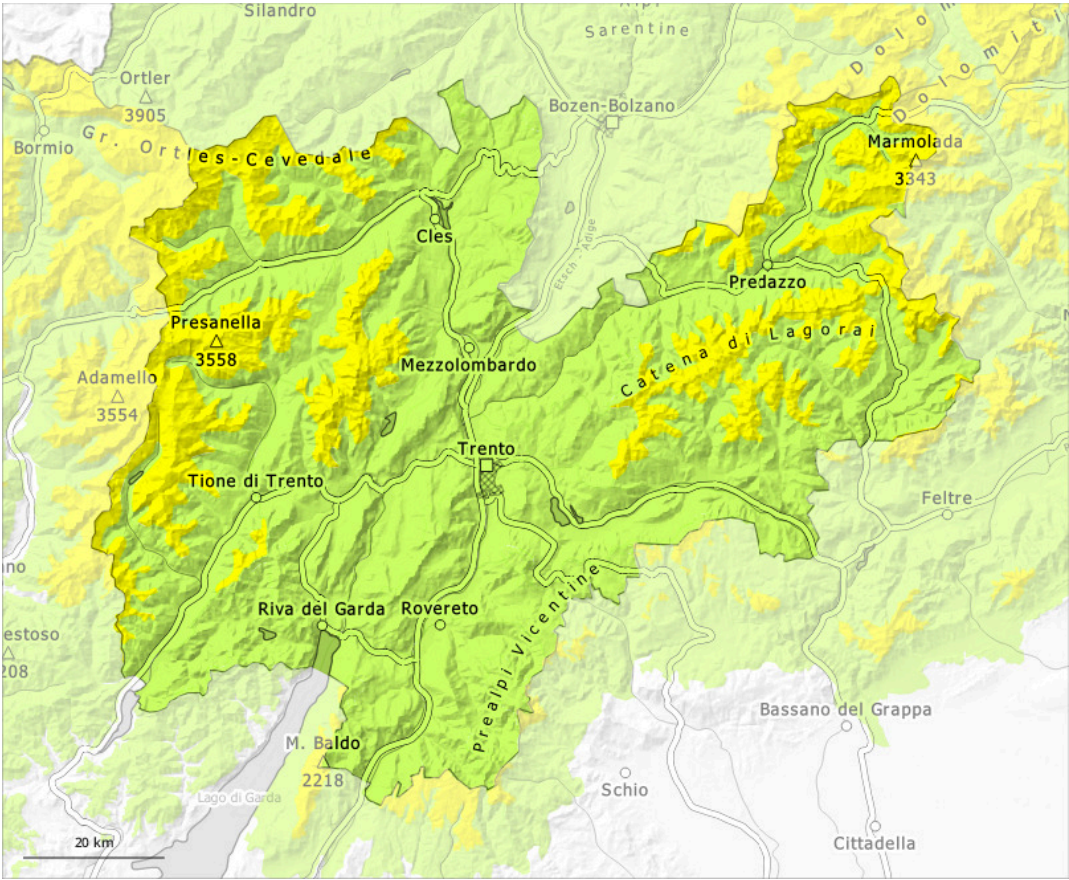 Silandro
Sarentine
Dolomiti
Ortler
3905
Bozen-Bolzano
Bormio
Gr. Ortles-Cevedale
Marmolada
3343
Cles
Etsch - Adige
Predazzo
Presanella
3558
Catena di Lagorai
Mezzolombardo
Adamello
3554
Trento
Tione di Trento
Feltre
Riva del Garda
Rovereto
Prealpi Vicentine
estoso
208
Bassano del Grappa
M. Baldo
2218
Schio
Lago di Garda
Cittadella
20 km